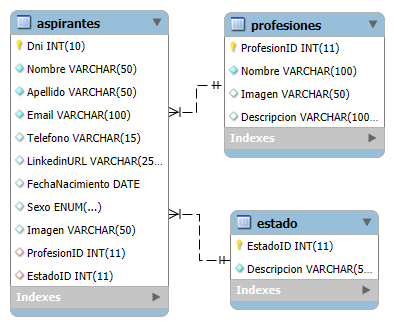 aspirantes
Dni INT(10)
Nombre VARCHAR(50)
Apellido VARCHAR(50)
Email VARCHAR(100)
Telefono VARCHAR(15)
LinkedinURL VARCHAR(25...
FechaNacimiento DATE
Sexo ENUM(...)
Imagen VARCHAR(50)
ProfesionID INT(11)
EstadoID INT(11)
Indexes
profesiones
ProfesionID INT(11)
Nombre VARCHAR(100)
Imagen VARCHAR(50)
Descripcion VARCHAR(100...
Indexes
estado
EstadoID INT(11)
Descripcion VARCHAR(5...
Indexes